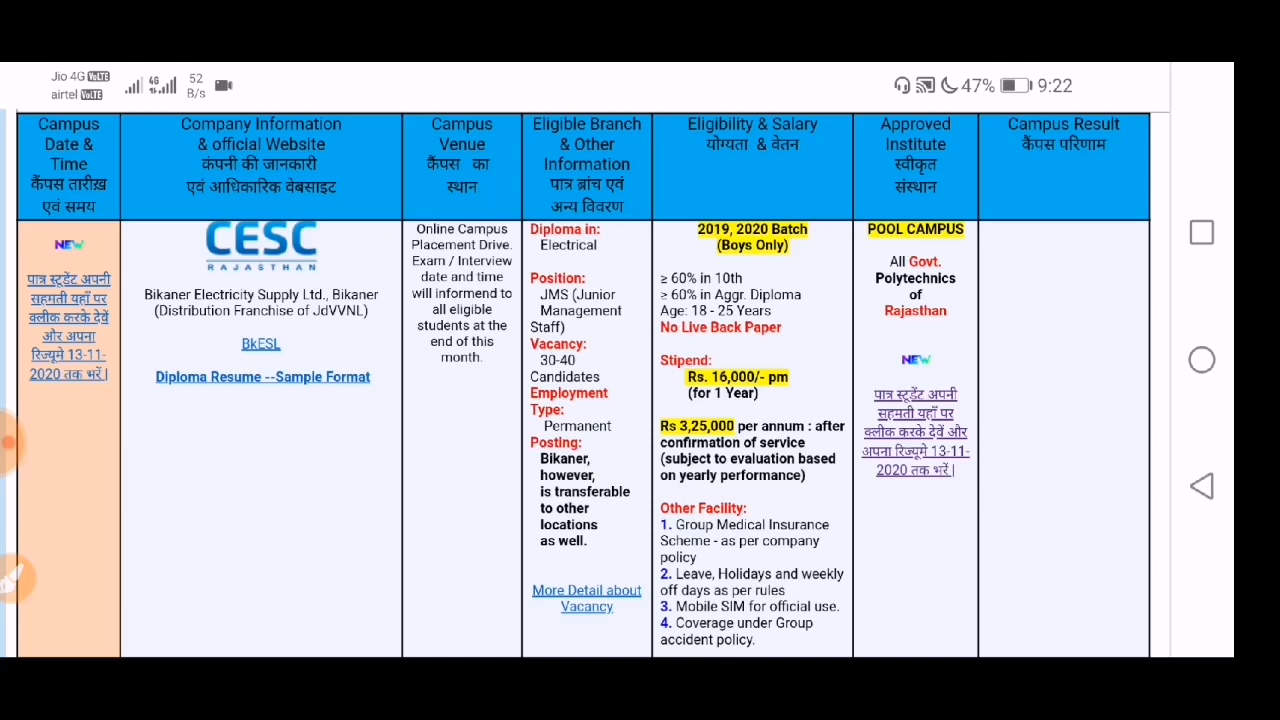 Jio 4G VoLTE
airtel VoLTE
4G
52
B/s
47%
9:22
Campus
Date &
Time
कैंपस तारीख़
एवं समय
Company Information
& official Website
कंपनी की जानकारी
एवं आधिकारिक वेबसाइट
Campus
Venue
कैंपस का
स्थान
Eligible Branch
& Other
Information
पात्र ब्रांच एवं
अन्य विवरण
Eligibility & Salary
योग्यता & वेतन
Approved
Institute
स्वीकृत
संस्थान
Campus Result
कैंपस परिणाम
NEW
पात्र स्टूडेंट अपनी
सहमती यहाँ पर
क्लीक करके देवें
और अपना
रिज्यूमे 13-11-
2020 तक भरें|
CESC
RAJASTHAN
Bikaner Electricity Supply Ltd., Bikaner
(Distribution Franchise of JdVVNL)
BkESL
Diploma Resume --Sample Format
Online Campus
Placement Drive.
Exam / Interview
date and time
will informend to
all eligible
students at the
end of this
month.
Diploma in:
Electrical
Position:
JMS (Junior
Management
Staff)
Vacancy:
30-40
Candidates
Employment
Type:
Permanent
Posting:
Bikaner,
however,
is transferable
to other
locations
as well.
More Detail about
Vacancy
2019, 2020 Batch
(Boys Only)
≥ 60% in 10th
≥ 60% in Aggr. Diploma
Age: 18 - 25 Years
No Live Back Paper
Stipend:
Rs. 16,000/- pm
(for 1 Year)
Rs 3,25,000 per annum : after
confirmation of service
(subject to evaluation based
on yearly performance)
Other Facility:
1. Group Medical Insurance
Scheme - as per company
policy
2. Leave, Holidays and weekly
off days as per rules
3. Mobile SIM for official use.
4. Coverage under Group
accident policy.
POOL CAMPUS
All Govt.
Polytechnics
of
Rajasthan
NEW
पात्र स्टूडेंट अपनी
सहमती यहाँ पर
क्लीक करके देवें और
अपना रिज्यूमे 13-11-
2020 तक भरें|